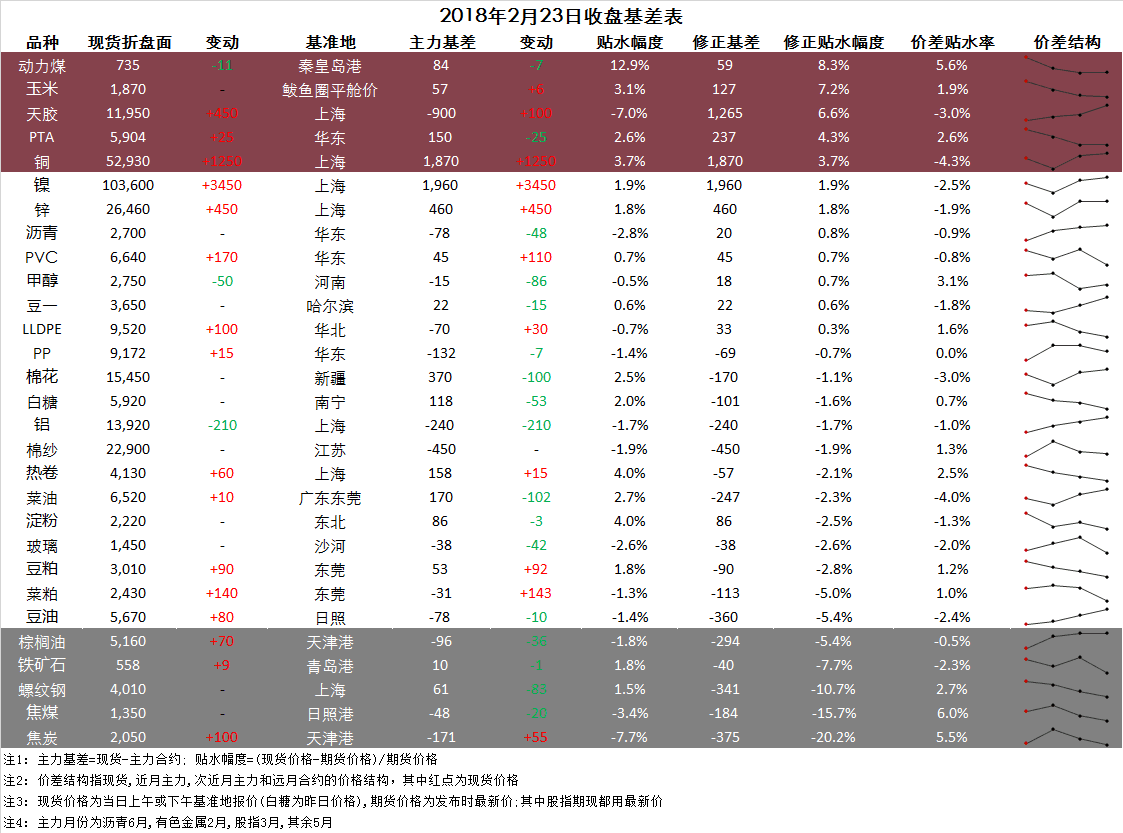 2018年2月23日收盘基差表
品种 现货折盘面 变动 基准地 主力基差 变动 贴水幅度 修正基差 修正贴水幅度 价差贴水率 价差结构
动力煤 735 -11 秦皇岛港 84 -7 12.9% 59 8.3% 5.6%
玉米 1,870 - 鲅鱼圈平舱价 57 +6 3.1% 127 7.2% 1.9%
天胶 11,950 +450 上海 -900 +100 -7.0% 1,265 6.6% -3.0%
PTA 5,904 +25 华东 150 -25 2.6% 237 4.3% 2.6%
铜 52,930 +1250 上海 1,870 +1250 3.7% 1,870 3.7% -4.3%
镍 103,600 +3450 上海 1,960 +3450 1.9% 1,960 1.9% -2.5%
锌 26,460 +450 上海 460 +450 1.8% 460 1.8% -1.9%
沥青 2,700 - 华东 -78 -48 -2.8% 20 0.8% -0.9%
PVC 6,640 +170 华东 45 +110 0.7% 45 0.7% -0.8%
甲醇 2,750 -50 河南 -15 -86 -0.5% 18 0.7% 3.1%
豆一 3,650 - 哈尔滨 22 -15 0.6% 22 0.6% -1.8%
LLDPE 9,520 +100 华北 -70 +30 -0.7% 33 0.3% 1.6%
PP 9,172 +15 华东 -132 -7 -1.4% -69 -0.7% 0.0%
棉花 15,450 - 新疆 370 -100 2.5% -170 -1.1% -3.0%
白糖 5,920 - 南宁 118 -53 2.0% -101 -1.6% 0.7%
铝 13,920 -210 上海 -240 -210 -1.7% -240 -1.7% -1.0%
棉纱 22,900 - 江苏 -450 - -1.9% -450 -1.9% 1.3%
热卷 4,130 +60 上海 158 +15 4.0% -57 -2.1% 2.5%
菜油 6,520 +10 广东东莞 170 -102 2.7% -247 -2.3% -4.0%
淀粉 2,220 - 东北 86 -3 4.0% 86 -2.5% -1.3%
玻璃 1,450 - 沙河 -38 -42 -2.6% -38 -2.6% -2.0%
豆粕 3,010 +90 东莞 53 +92 1.8% -90 -2.8% 1.2%
菜粕 2,430 +140 东莞 -31 +143 -1.3% -113 -5.0% 1.0%
豆油 5,670 +80 日照 -78 -10 -1.4% -360 -5.4% -2.4%
棕榈油 5,160 +70 天津港 -96 -36 -1.8% -294 -5.4% -0.5%
铁矿石 558 +9 青岛港 10 -1 1.8% -40 -7.7% -2.3%
螺纹钢 4,010 - 上海 61 1.5% -341 -10.7% 2.7%
焦煤 1,350 - 日照港 -48 -20 -3.4% -184 -15.7% 6.0%
焦炭 2,050 +100 天津港 -171 +55 -7.7% -375 -20.2% 5.5%
注1: 主力基差=现货-主力合约; 贴水幅度=(现货价格-期货价格)/期货价格
注2: 价差结构指现货,近月主力,次近月主力和远月合约的价格结构，其中红点为现货价格
注3: 现货价格为当日上午或下午基准地报价(白糖为昨日价格),期货价格为发布时最新价;其中股指期现都用最新价
注4: 主力月份为沥青6月,有色金属2月,股指3月,其余5月